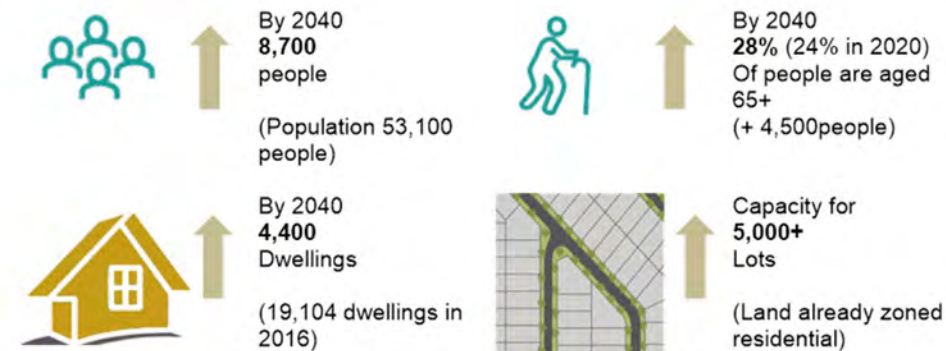 By 2040
8,700
people
(Population 53,100
people)
By 2040
28% (24% in 2020)
Of people are aged
65+
(+ 4,500people)
By 2040
4,400
Dwellings
(19,104 dwellings in
2016)
Capacity for
5,000+
Lots
(Land already zoned
residential)